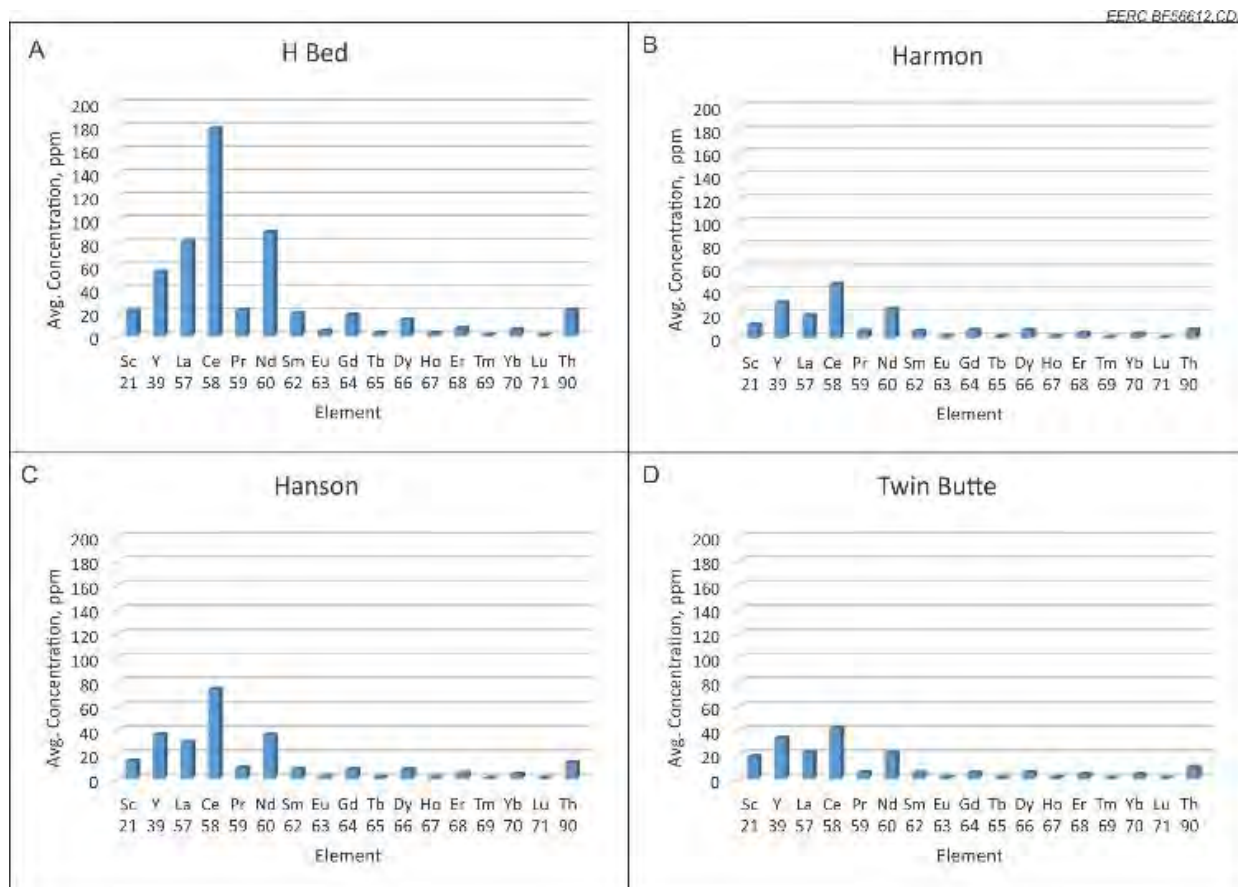 EERC BF56612.CD
A
H Bed
Avg. Concentration, ppm
200
180
160
140
120
100
80
60
40
20
0
Sc Y La Ce Pr Nd Sm Eu Gd Tb Dy Ho Er Tm Yb Lu Th
21 39 57 58 59 60 62 63 64 65 66 67 68 69 70 71 90
Element
B
Harmon
Avg. Concentration, ppm
200
180
160
140
120
100
80
60
40
20
0
Sc Y La Ce Pr Nd Sm Eu Gd Tb Dy Ho Er Tm Yb Lu Th
21 39 57 58 59 60 62 63 64 65 66 67 68 69 70 71 90
Element
C
Hanson
Avg. Concentration, ppm
200
180
160
140
120
100
80
60
40
20
0
Sc Y La Ce Pr Nd Sm Eu Gd Tb Dy Ho Er Tm Yb Lu Th
21 39 57 58 59 60 62 63 64 65 66 67 68 69 70 71 90
Element
D
Twin Butte
Avg. Concentration, ppm
200
180
160
140
120
100
80
60
40
20
0
Sc Y La Ce Pr Nd Sm Eu Gd Tb Dy Ho Er Tm Yb Lu Th
21 39 57 58 59 60 62 63 64 65 66 67 68 69 70 71 90
Element